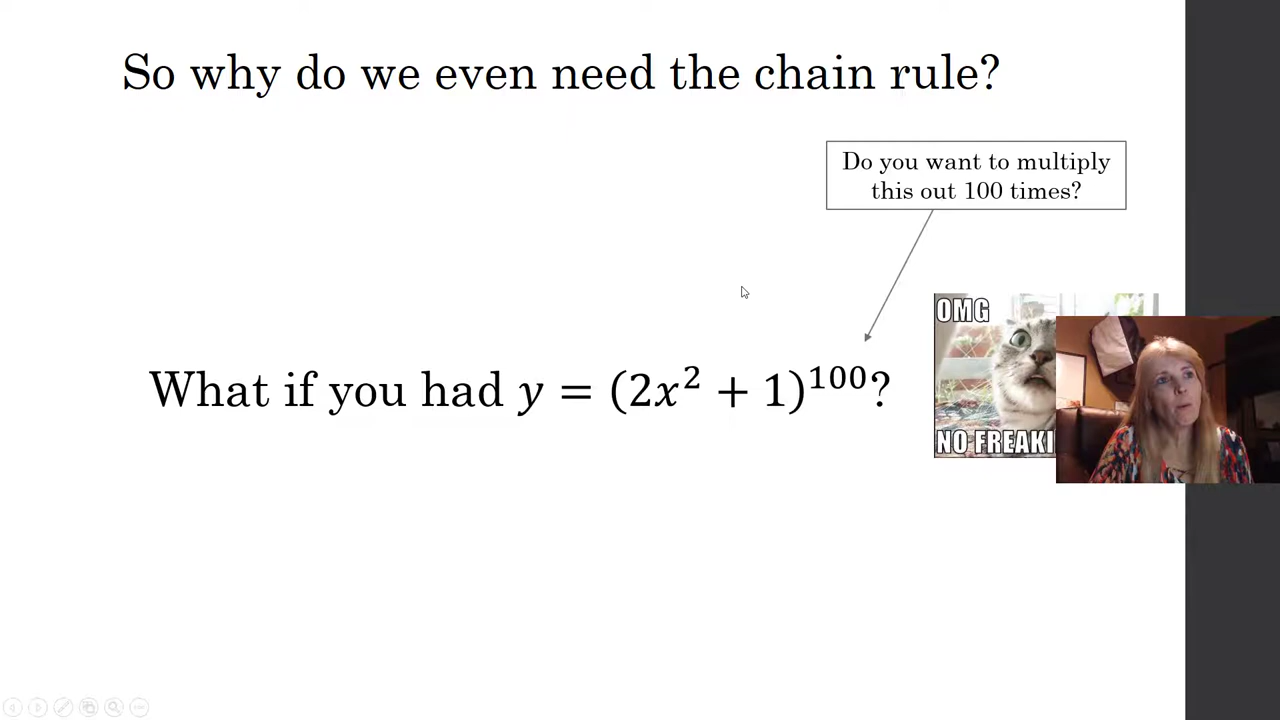 So why do we even need the chain rule?
Do you want to multiply
this out 100 times?
What if you had y = (2x² + 1)¹⁰⁰?
OMG
NO